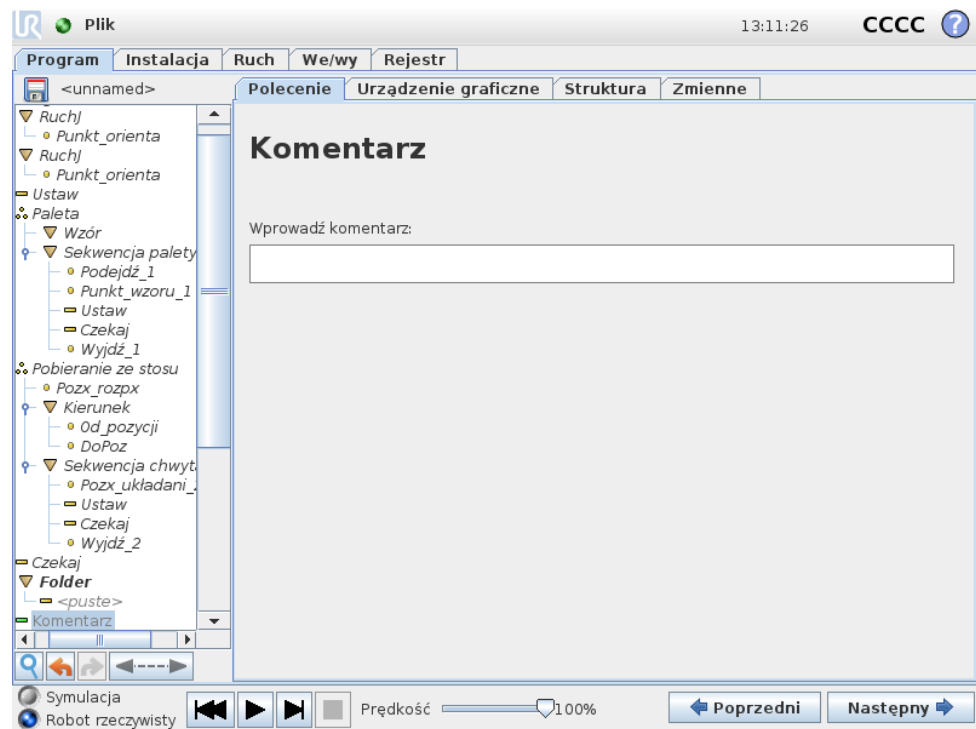 UR Plik 13:11:26 CCCC ?
Program Instalacja Ruch We/wy Rejestr
<unnamed> Polecenie Urządzenie graficzne Struktura Zmienne
RuchJ
Punkt_orienta
RuchJ
Punkt_orienta
Komentarz
Ustaw
Paleta
Wzór
Wprowadź komentarz:
Sekwencja palety
Podejdź_1
Punkt_wzoru_1
Ustaw
Czekaj
Wyjdź_1
Pobieranie ze stosu
Pozx_rozpx
Kierunek
Od_pozycji
DoPoz
Sekwencja chwyt
Pozx_układani_
Ustaw
Czekaj
Wyjdź_2
Czekaj
Folder
<puste>
Komentarz
Symulacja
Robot rzeczywisty
Prędkość 100%
Poprzedni Następny